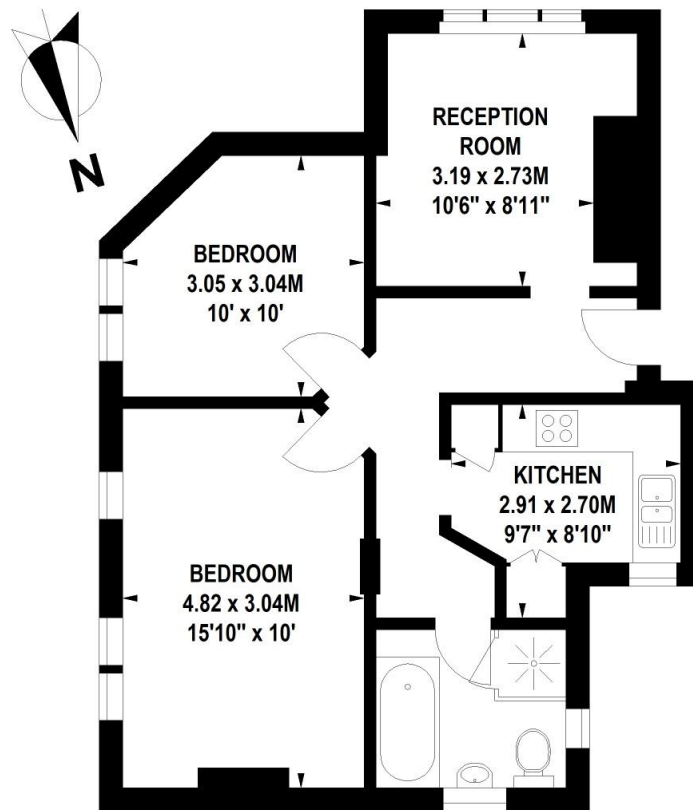 N
RECEPTION
ROOM
3.19 x 2.73M
10'6" x 8'11"
BEDROOM
3.05 x 3.04M
10' x 10'
KITCHEN
2.91 x 2.70M
9'7" x 8'10"
BEDROOM
4.82 x 3.04M
15'10" x 10'